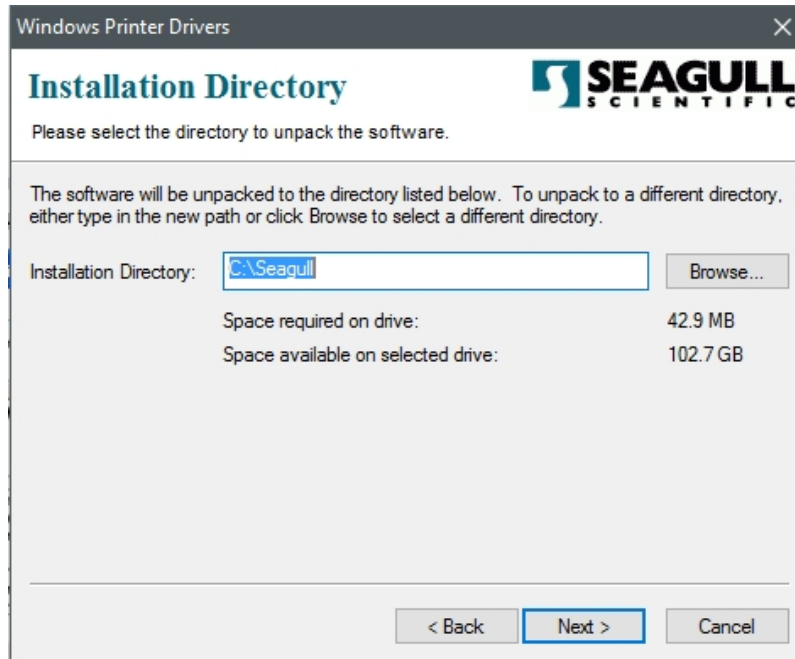 Windows Printer Drivers
Installation Directory
SEAGULL
SCIENTIFIC
Please select the directory to unpack the software.
The software will be unpacked to the directory listed below. To unpack to a different directory,
either type in the new path or click Browse to select a different directory.
Installation Directory: C:\Seagull Browse...
Space required on drive: 42.9 MB
Space available on selected drive: 102.7 GB
< Back Next > Cancel